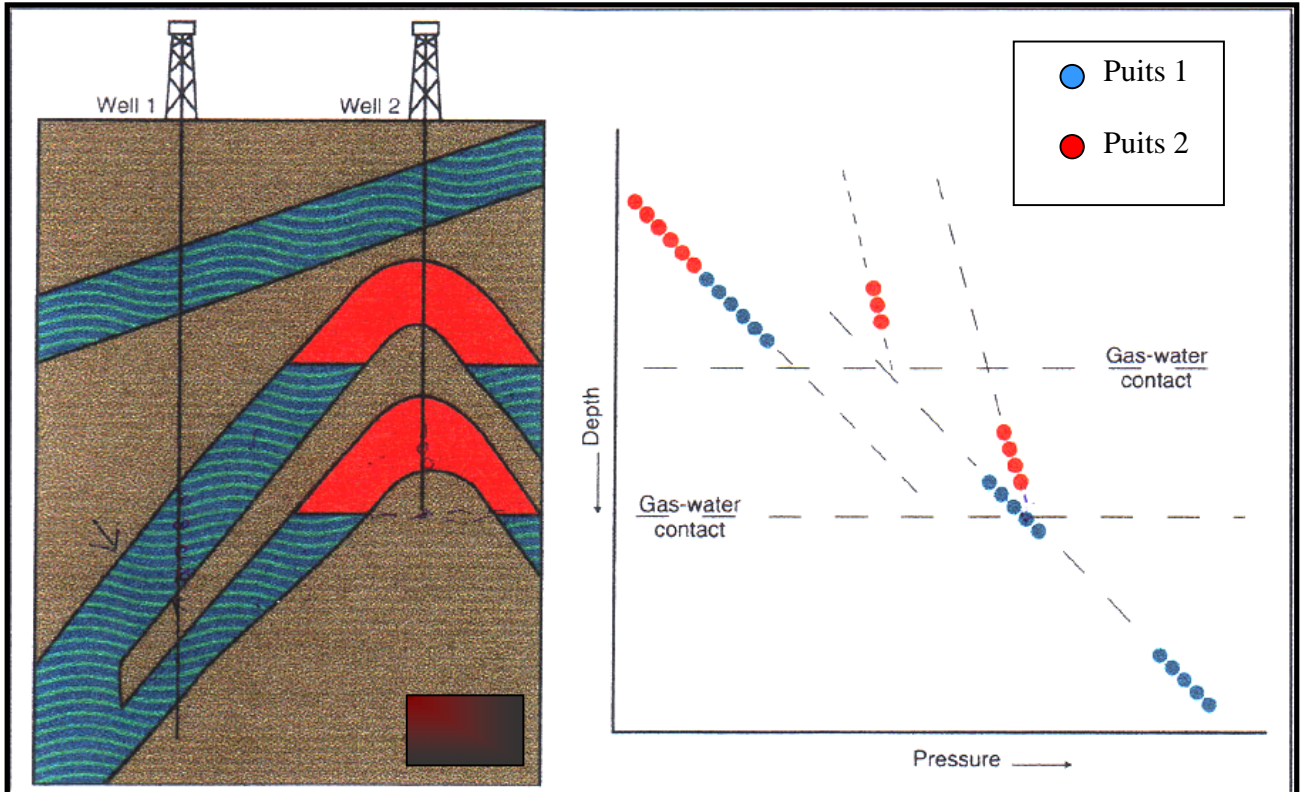 Well 1
Well 2
Puits 1
Puits 2
Gas-water
contact
Depth
Gas-water
contact
Pressure